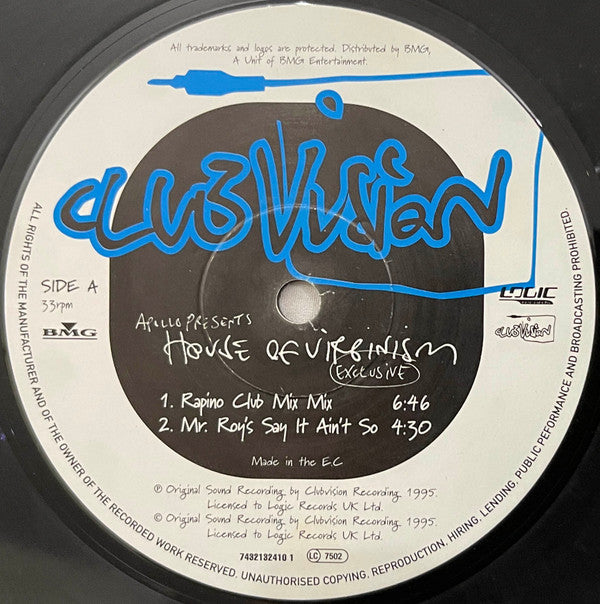 All trademarks and logos are protected. Distributed by BMG,
A Unit of BMG Entertainment.
CLUBVISION
SIDE A
33rpm
BMG
LOGIC
RECORDS
CLUBVISION
APOLLO PRESENTS
HOUSE OF VIRGINISM
(EXCLUSIVE)
1. Rapino Club Mix Mix 6:46
2. Mr. Roy's Say It Ain't So 4:30
Made in the E.C
℗ Original Sound Recording by Clubvision Recording 1995.
Licensed to Logic Records UK Ltd.
© Original Sound Recording by Clubvision Recording 1995.
Licensed to Logic Records UK Ltd.
7432132410 1 LC 7502
ALL RIGHTS OF THE MANUFACTURER AND OF THE OWNER OF THE RECORDED WORK RESERVED. UNAUTHORISED COPYING. REPRODUCTION. HIRING. LENDING. PUBLIC PEFORMANCE AND BROADCASTING PROHIBITED.